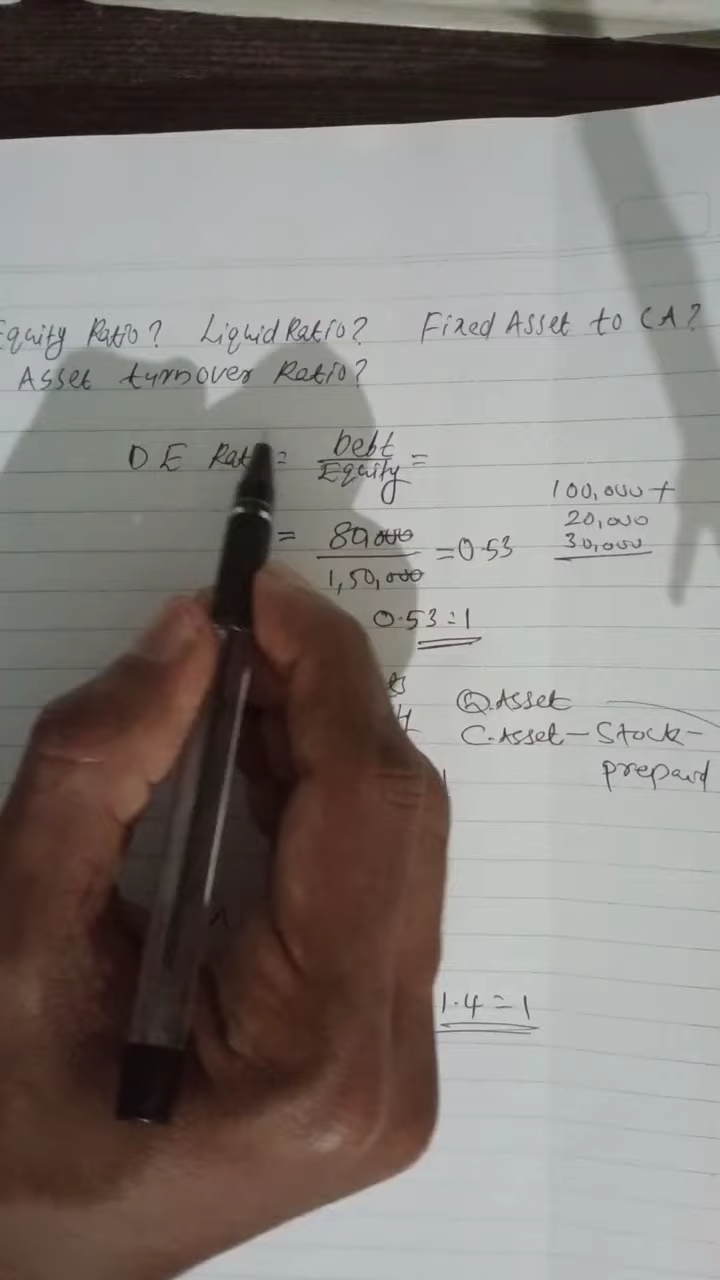 Equity Ratio? Liquid Ratio? Fixed Asset to CA?
Asset turnover Ratio?
D E Rat = Debt / Equity =
100,000 +
20,000
30,000
= 80,000 / 1,50,000 = 0.53
0.53:1
Q.Asset
C.Asset - Stock -
prepaid
1.4 = 1